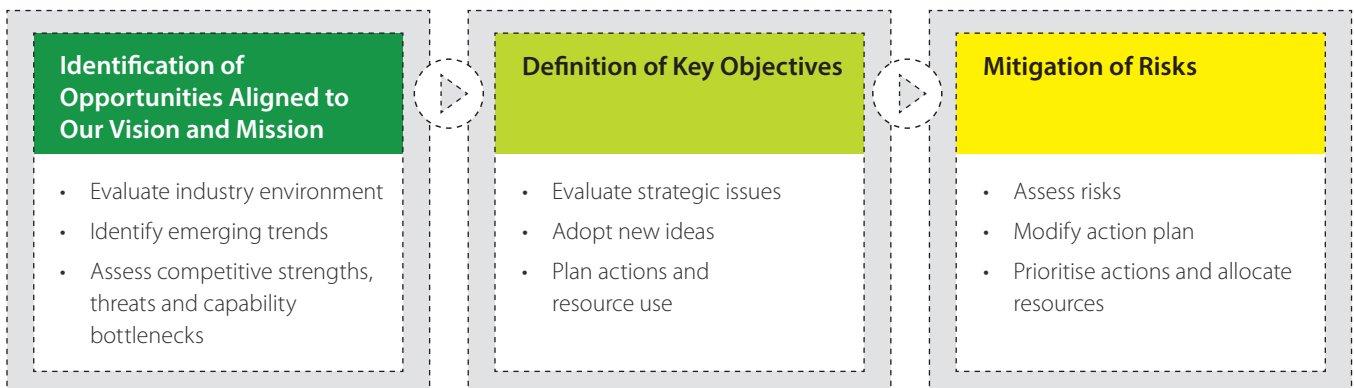 Identification of
Opportunities Aligned to
Our Vision and Mission
• Evaluate industry environment
• Identify emerging trends
• Assess competitive strengths,
threats and capability
bottlenecks
Definition of Key Objectives
• Evaluate strategic issues
• Adopt new ideas
• Plan actions and
resource use
Mitigation of Risks
• Assess risks
• Modify action plan
• Prioritise actions and allocate
resources